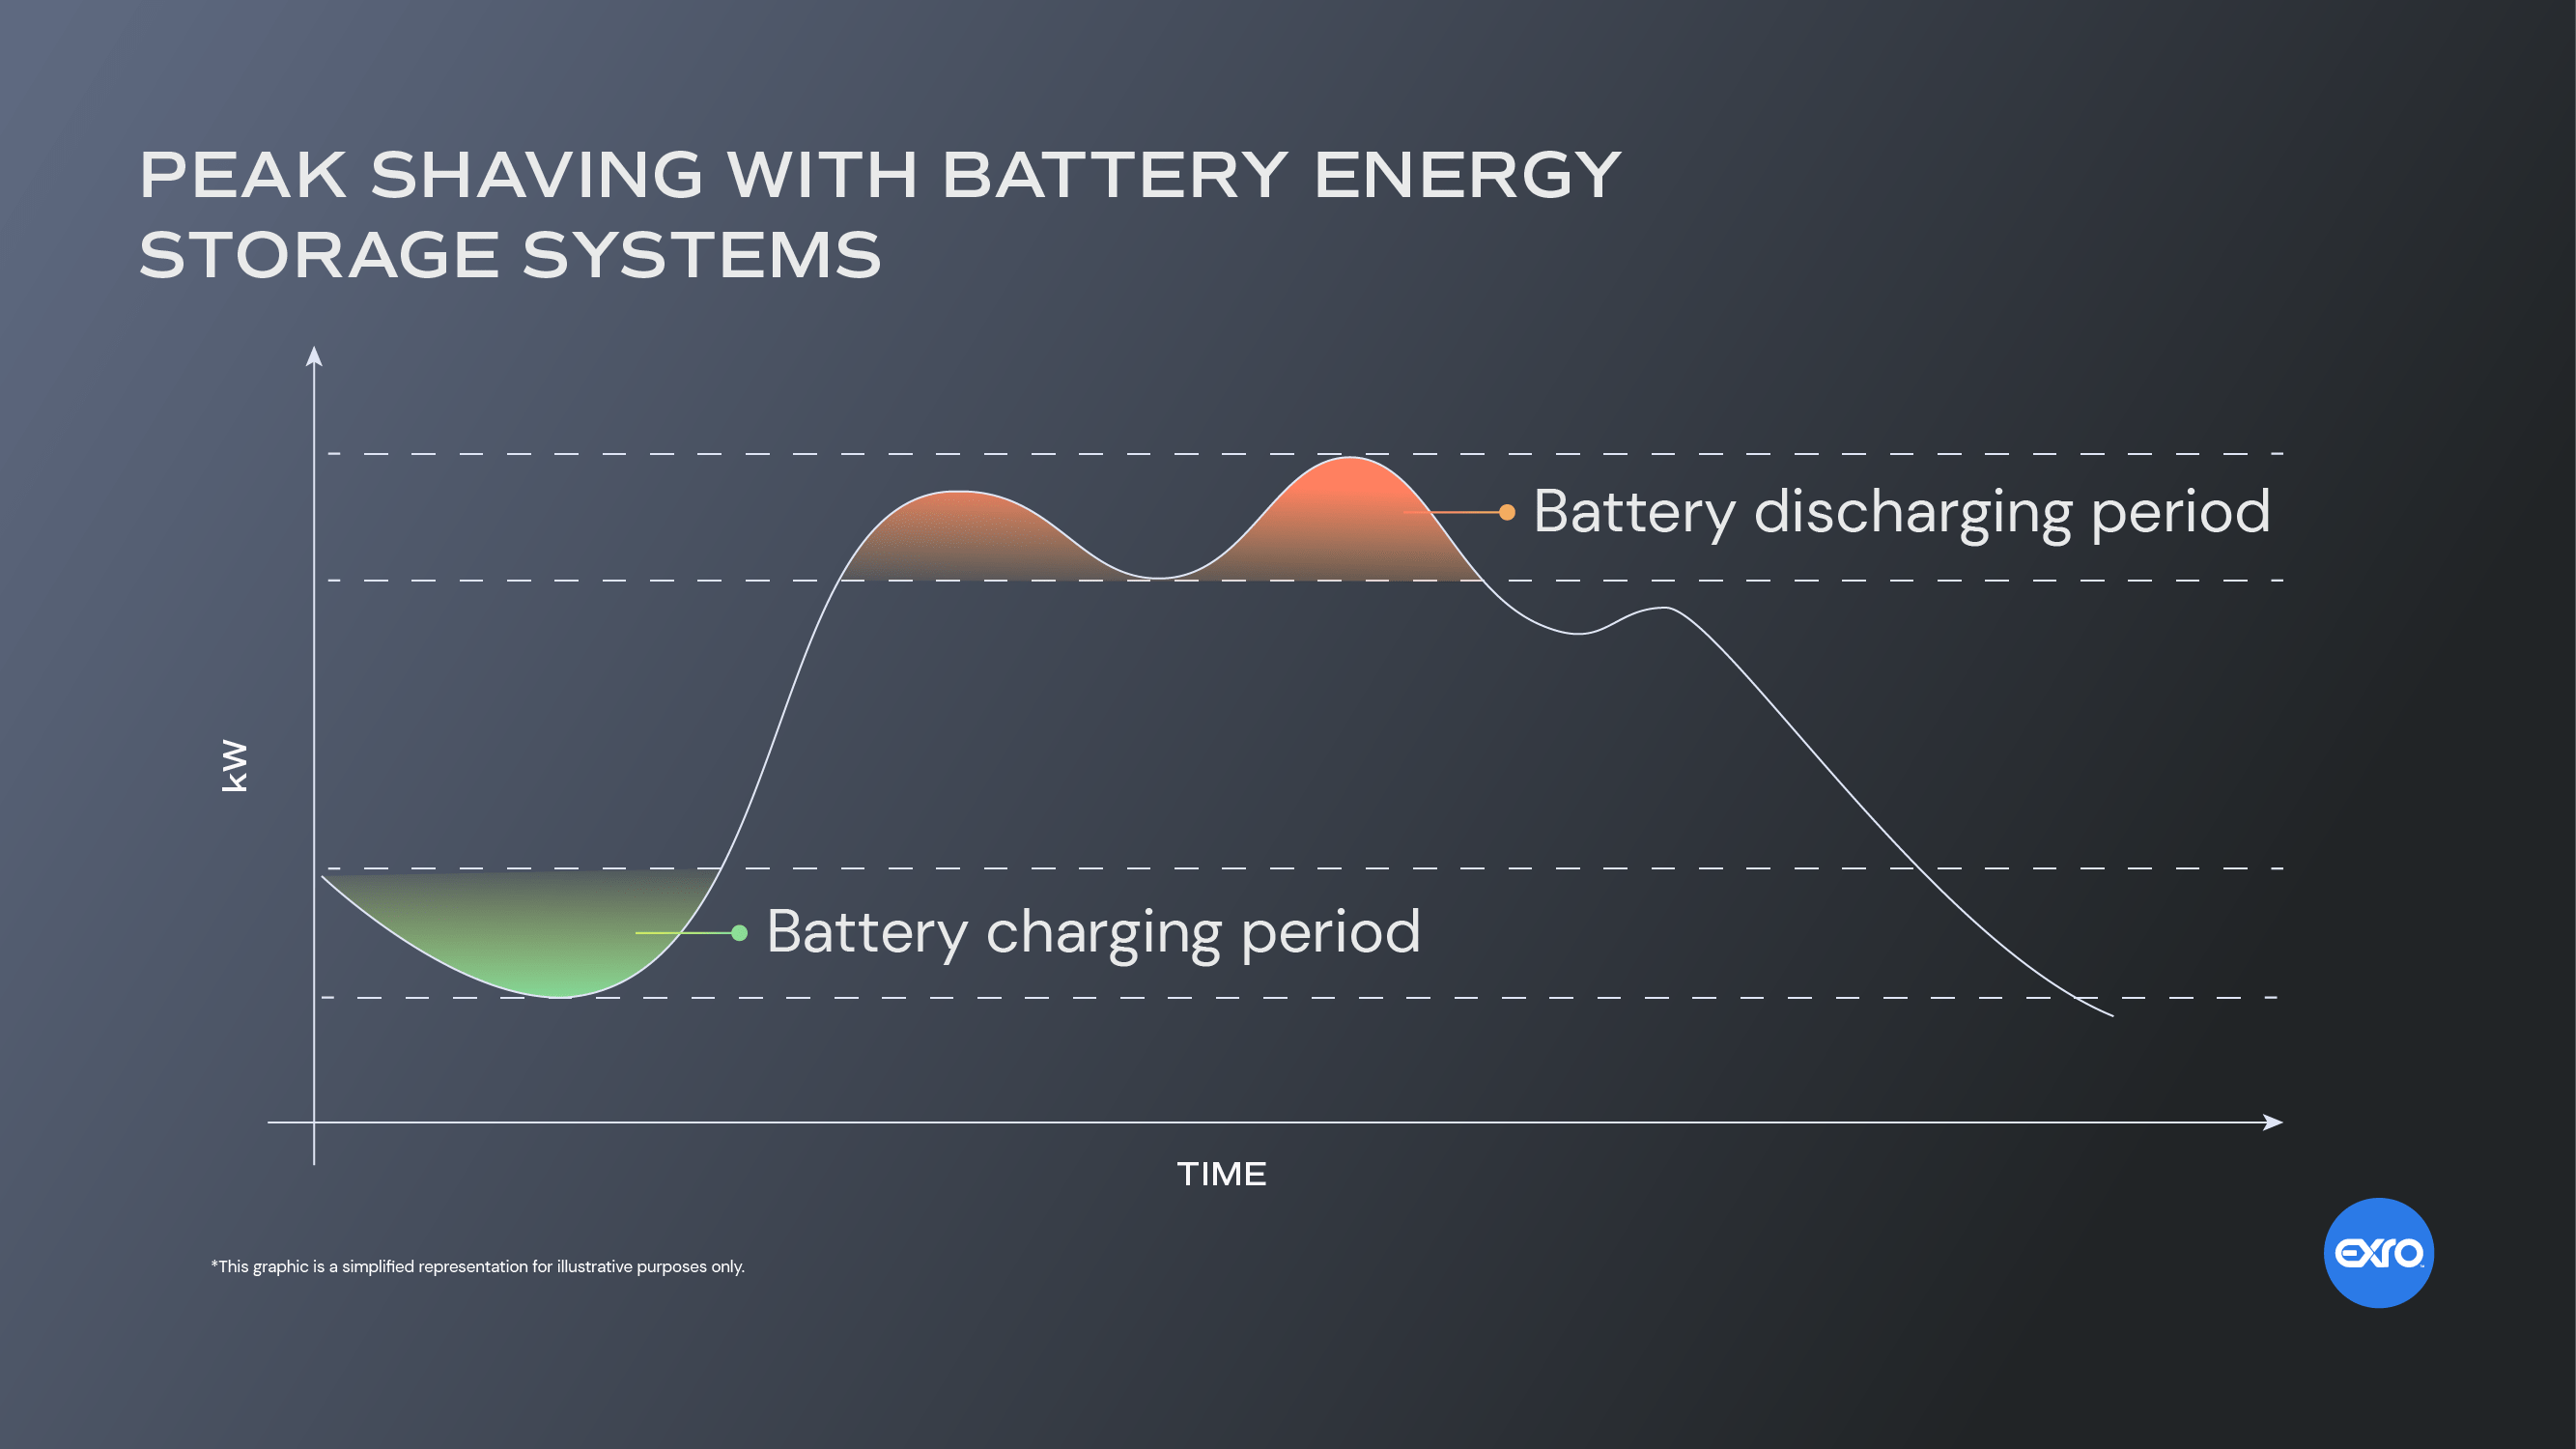 PEAK SHAVING WITH BATTERY ENERGY
STORAGE SYSTEMS
Battery discharging period
kW
Battery charging period
TIME
*This graphic is a simplified representation for illustrative purposes only.
exro